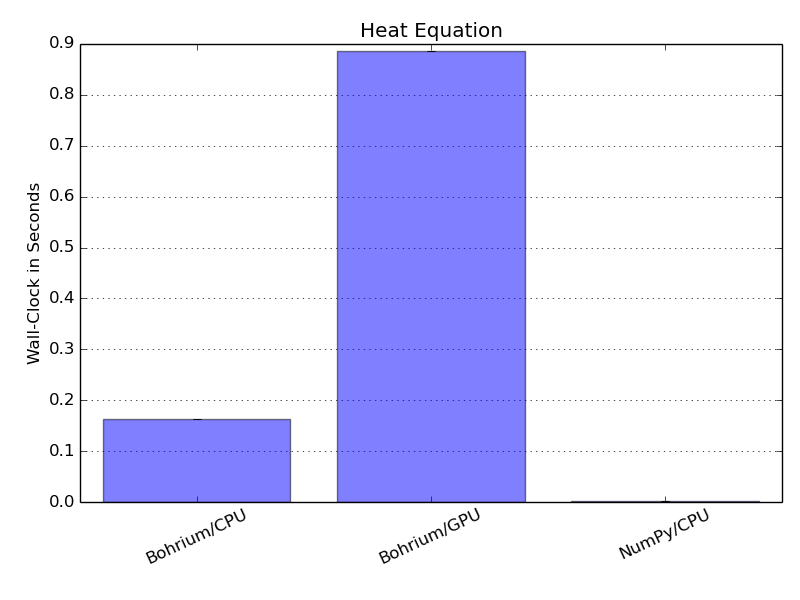 Heat Equation
Wall-Clock in Seconds
0.9
0.8
0.7
0.6
0.5
0.4
0.3
0.2
0.1
0.0
Bohrium/CPU
Bohrium/GPU
NumPy/CPU